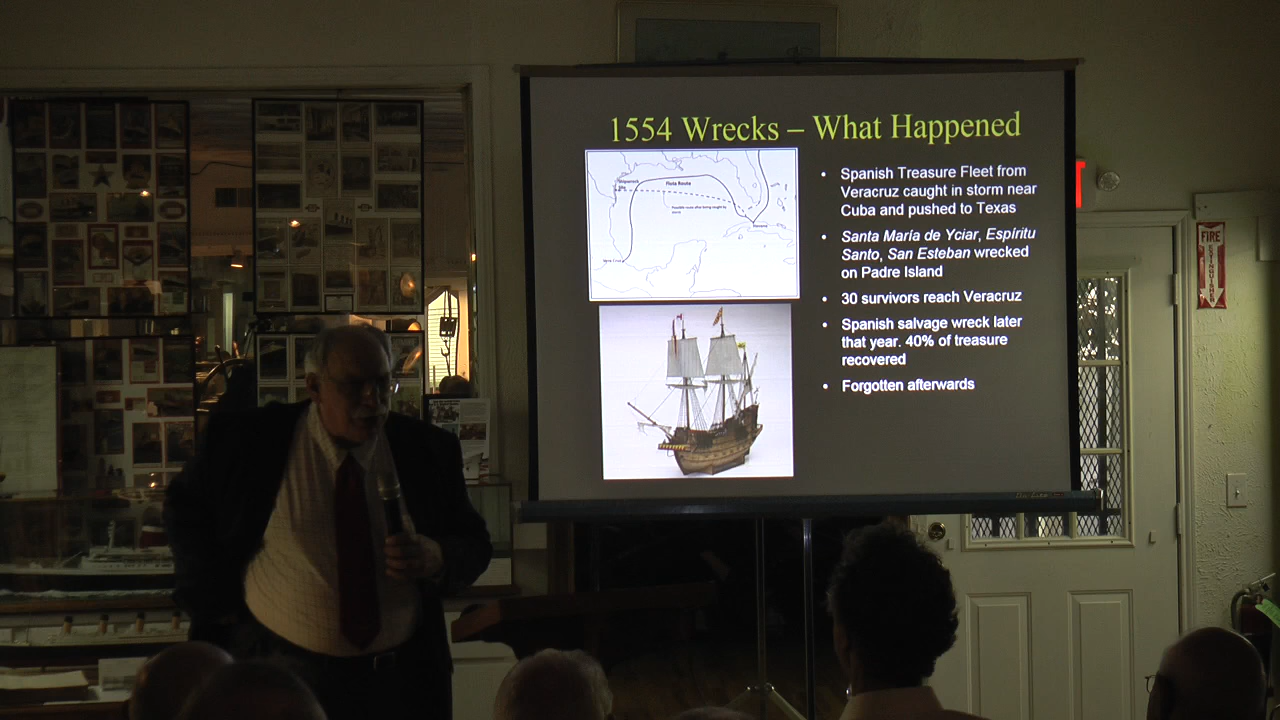 1554 Wrecks – What Happened
Shipwreck
Site
Flota Route
Havana
Vera Cruz
• Spanish Treasure Fleet from
Veracruz caught in storm near
Cuba and pushed to Texas
• Santa María de Yciar, Espíritu
Santo, San Esteban wrecked
on Padre Island
• 30 survivors reach Veracruz
• Spanish salvage wreck later
that year. 40% of treasure
recovered
• Forgotten afterwards
FIRE
EXTINGUISHER